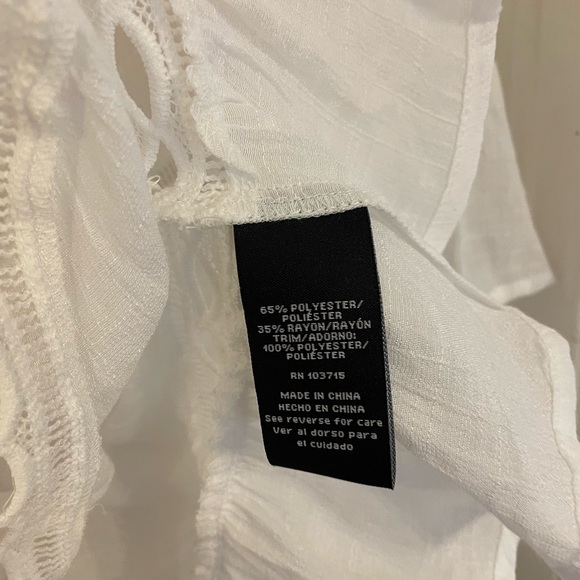 65% POLYESTER/
POLIÉSTER
35% RAYON/RAYÓN
TRIM/ADORNO:
100% POLYESTER/
POLIÉSTER
RN 103715
MADE IN CHINA
HECHO EN CHINA
See reverse for care
Ver al dorso para
el cuidado